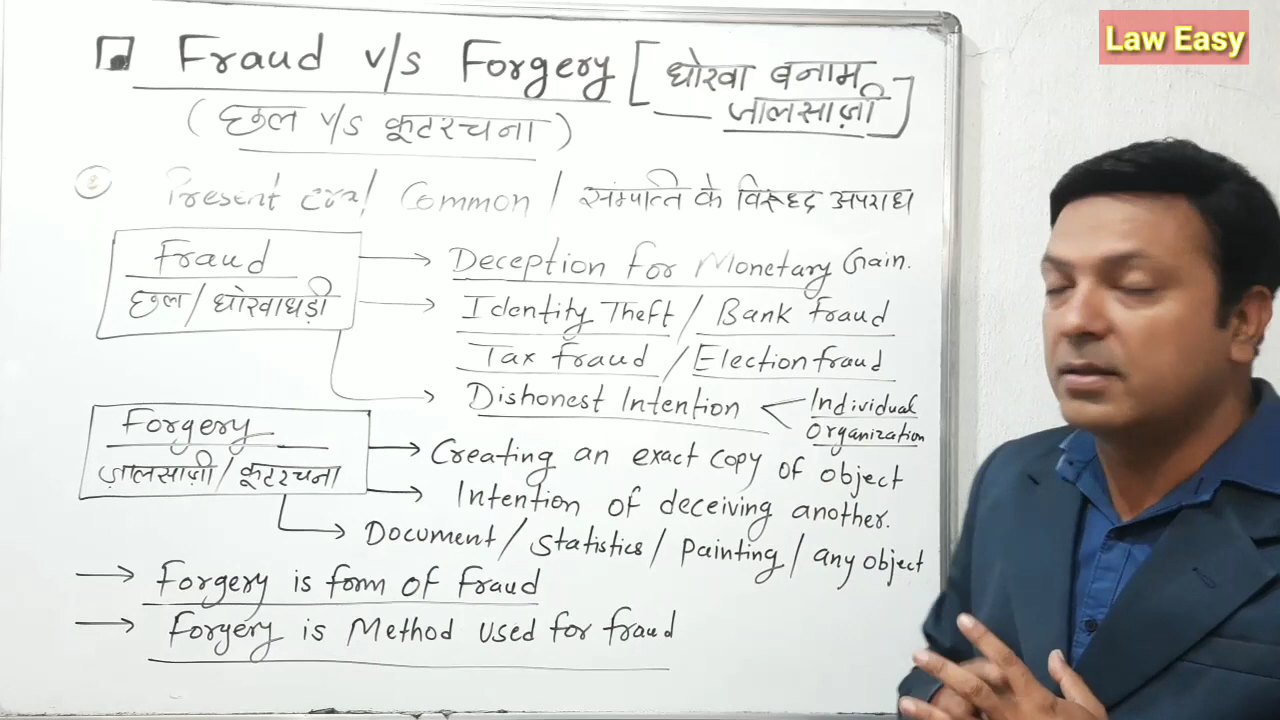 Law Easy
Fraud v/s Forgery [धोखा बनाम
जालसाज़ी]
(छल v/s कूटरचना)
Present era/ Common / संम्पत्ति के विरूद्द अपराध
Fraud
छल/धोखाधड़ी
→ Deception for Monetary Gain.
→ Identity Theft / Bank Fraud
Tax fraud / Election fraud
→ Dishonest Intention < Individual
Organization
Forgery
ज़ालसाज़ी/कूटरचना
→ Creating an exact copy of object
→ Intention of deceiving another.
→ Document / Statistics / Painting / any object
→ Forgery is form of Fraud
→ Forgery is Method used for fraud